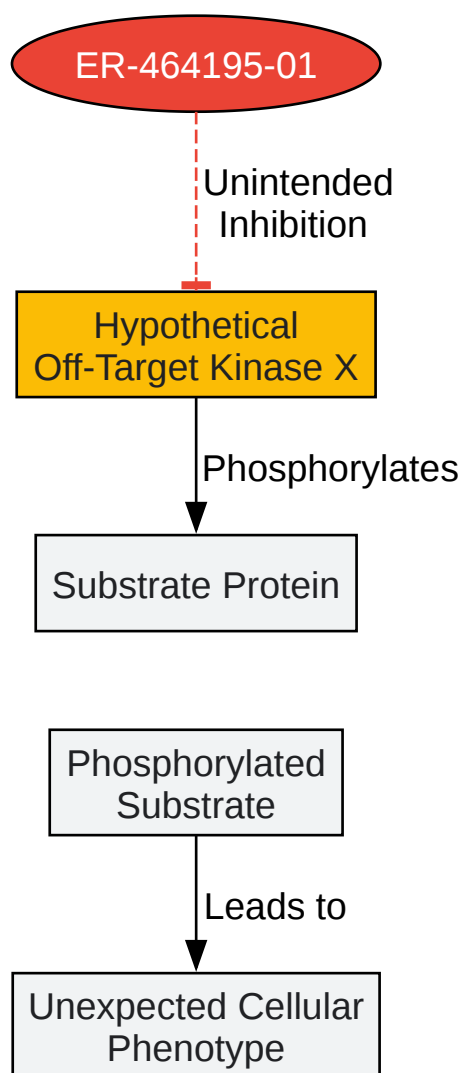 ER-464195-01
Unintended
Inhibition
Hypothetical
Off-Target Kinase X
Phosphorylates
Substrate Protein
Phosphorylated
Substrate
Leads to
Unexpected Cellular
Phenotype